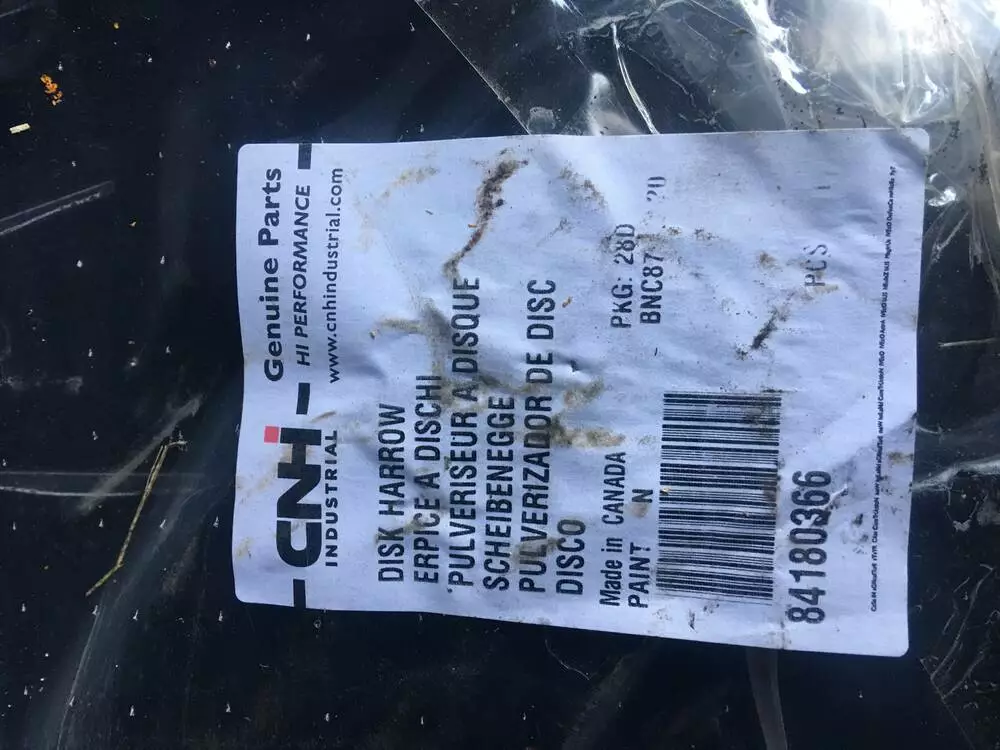 CNH
INDUSTRIAL
Genuine Parts
HI PERFORMANCE
www.cnhindustrial.com
DISK HARROW
ERPICE A DISCHI
PULVERISEUR A DISQUE
SCHEIBENEGGE
PULVERIZADOR DE DISC
DISCO
Made in CANADA
PKG: 28D
PAINT N
84180366
PCS